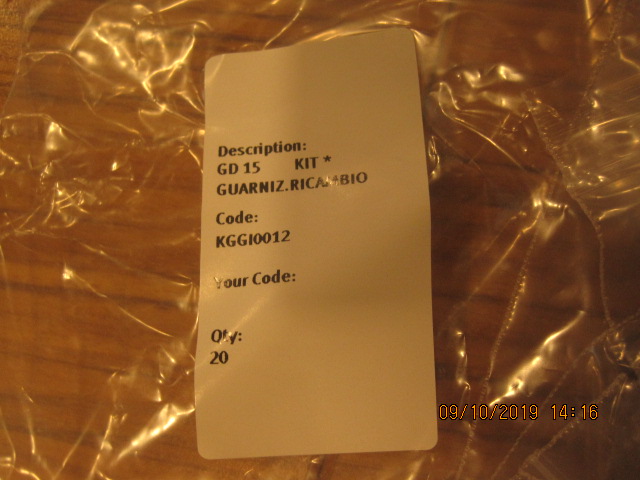 Description:
GD 15 KIT *
GUARNIZ.RICAMBIO
Code:
KGGI0012
Your Code:
Qty:
20
09/10/2019 14:16